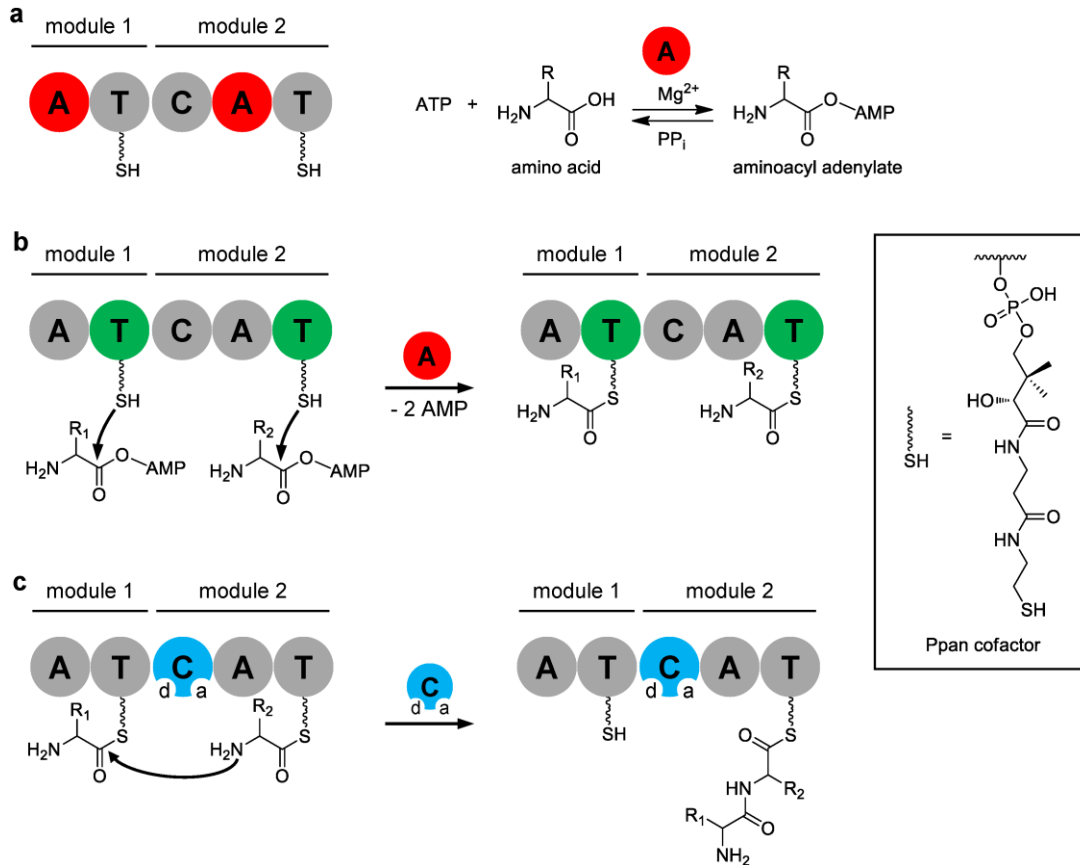 a
module 1 module 2
A T C A T
SH SH
A
ATP + H2N R OH O Mg2+ PPi H2N R O AMP O
amino acid aminoacyl adenylate
b
module 1 module 2
A T C A T
SH SH
R1 R2
H2N O AMP H2N O AMP
O O
A
- 2 AMP
module 1 module 2
A T C A T
R1 S R2 S
H2N O H2N O
c
module 1 module 2
A T C A T
d a
R1 S R2 S
H2N O H2N O
C
d a
module 1 module 2
A T C A T
d a
SH S
O
HN R2
R1 O
NH2
O
P OH
O O
HO
O
HN
O
HN
SH
SH =
Ppan cofactor